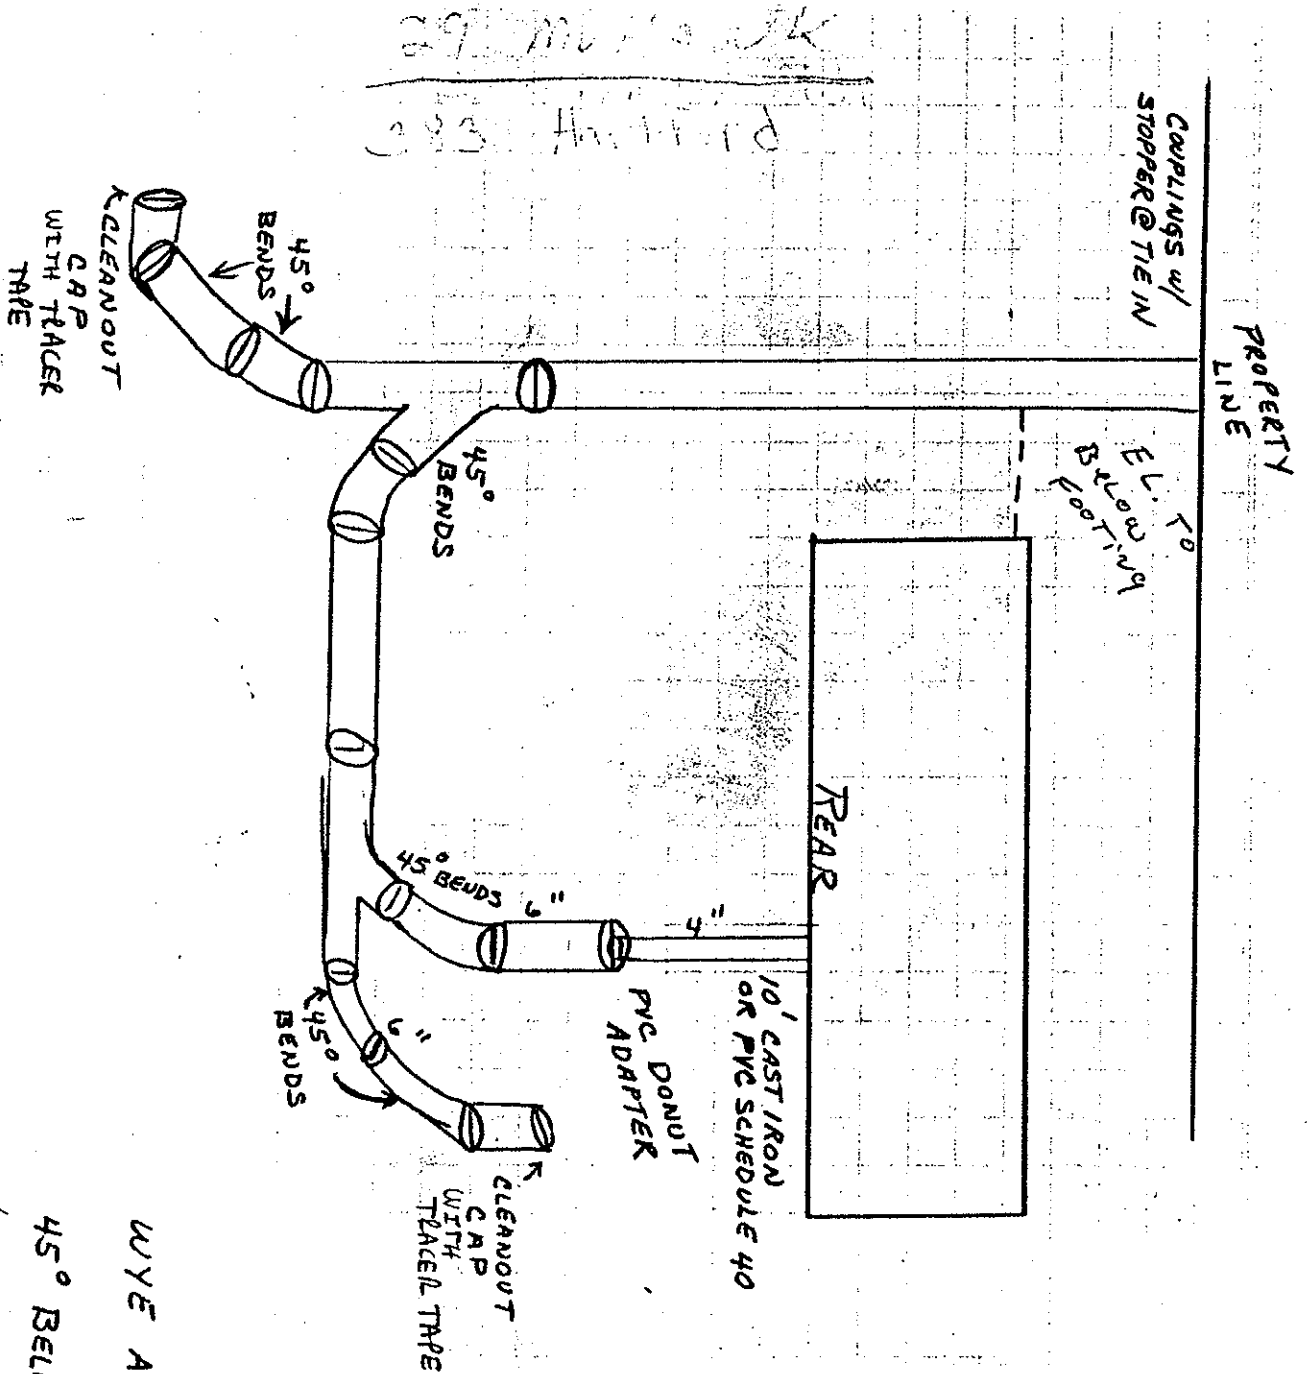 COUPLINGS w/
STOPPER @ TIE IN
PROPERTY
LINE
EL. TO
BELOW
FOOTING
45°
BENDS
CLEANOUT
CAP
WITH TRACER
TAPE
45°
BENDS
REAR
45° BENDS
6"
4"
10' CAST IRON
OR PVC SCHEDULE 40
PVC DONUT
ADAPTER
6"
45°
BENDS
CLEANOUT
CAP
WITH
TRACER TAPE
WYE A
45° BEL